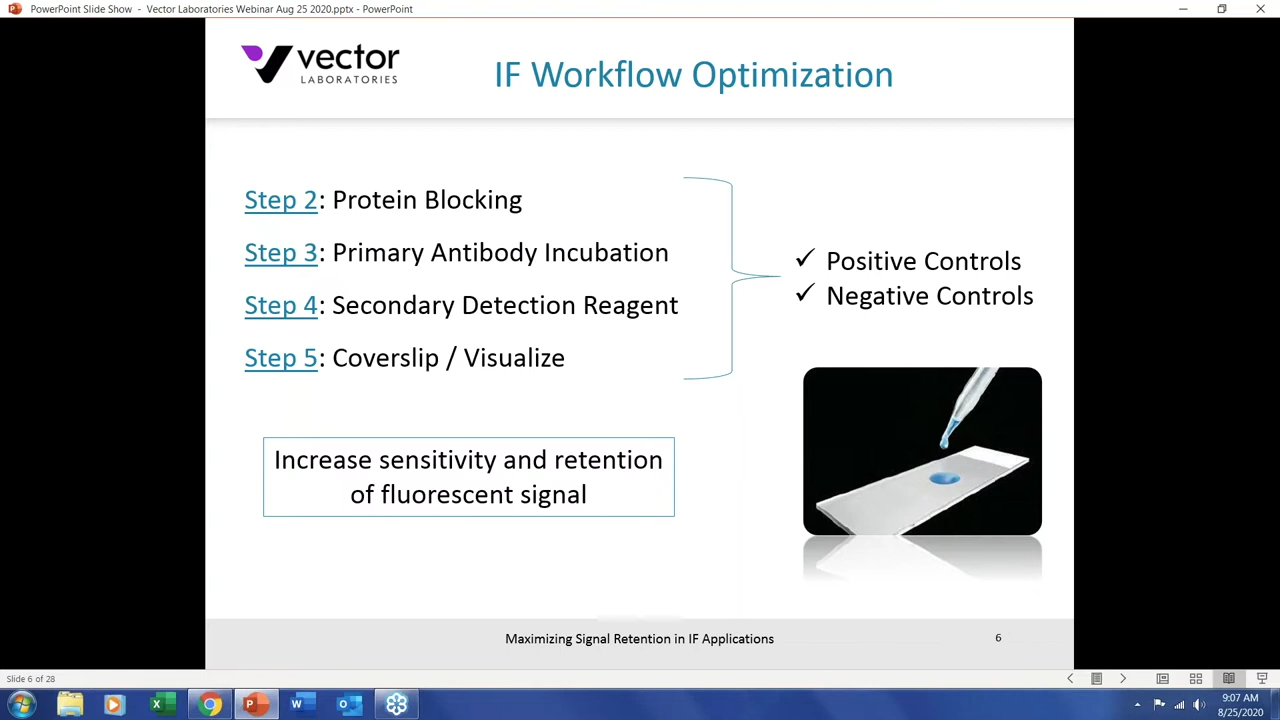 PowerPoint Slide Show - Vector Laboratories Webinar Aug 25 2020.pptx - PowerPoint
vector
LABORATORIES
IF Workflow Optimization
Step 2: Protein Blocking
Step 3: Primary Antibody Incubation
Step 4: Secondary Detection Reagent
Step 5: Coverslip / Visualize
✓ Positive Controls
✓ Negative Controls
Increase sensitivity and retention
of fluorescent signal
Maximizing Signal Retention in IF Applications
6
Slide 6 of 28
9:07 AM
8/25/2020